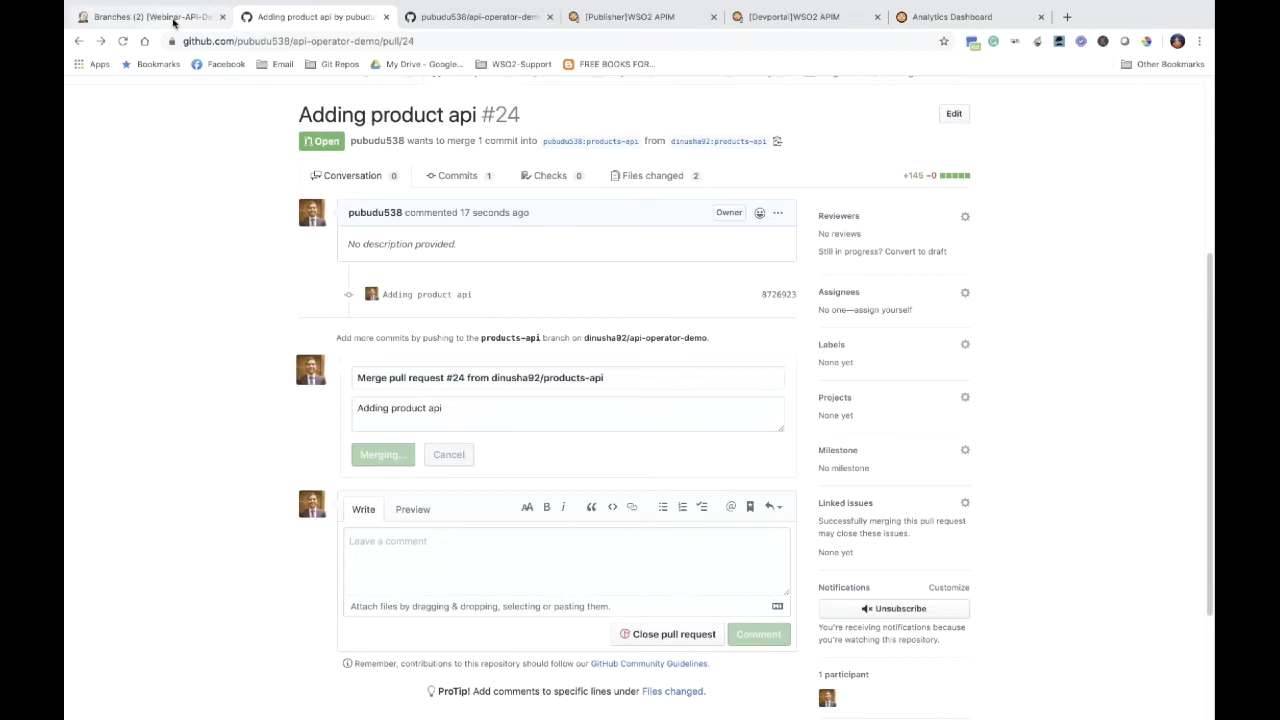 Branches (2) [Webinar-API-De
Adding product api by pubudu
pubudu538/api-operator-demo
[Publisher]WSO2 APIM
[Devportal]WSO2 APIM
Analytics Dashboard
github.com/pubudu538/api-operator-demo/pull/24
Apps
Bookmarks
Facebook
Email
Git Repos
My Drive - Google...
WSO2-Support
FREE BOOKS FOR...
Other Bookmarks
Adding product api #24
Edit
Open
pubudu538 wants to merge 1 commit into pubudu538:products-api from dinusha92:products-api
Conversation 0
Commits 1
Checks 0
Files changed 2
+145 −0
pubudu538 commented 17 seconds ago
Owner
No description provided.
Adding product api
8726923
Add more commits by pushing to the products-api branch on dinusha92/api-operator-demo.
Merge pull request #24 from dinusha92/products-api
Adding product api
Merging...
Cancel
Write
Preview
Leave a comment
Attach files by dragging & dropping, selecting or pasting them.
Close pull request
Comment
Remember, contributions to this repository should follow our GitHub Community Guidelines.
ProTip! Add comments to specific lines under Files changed.
Reviewers
No reviews
Still in progress? Convert to draft
Assignees
No one—assign yourself
Labels
None yet
Projects
None yet
Milestone
No milestone
Linked issues
Successfully merging this pull request
may close these issues.
None yet
Notifications
Customize
Unsubscribe
You're receiving notifications because
you're watching this repository.
1 participant